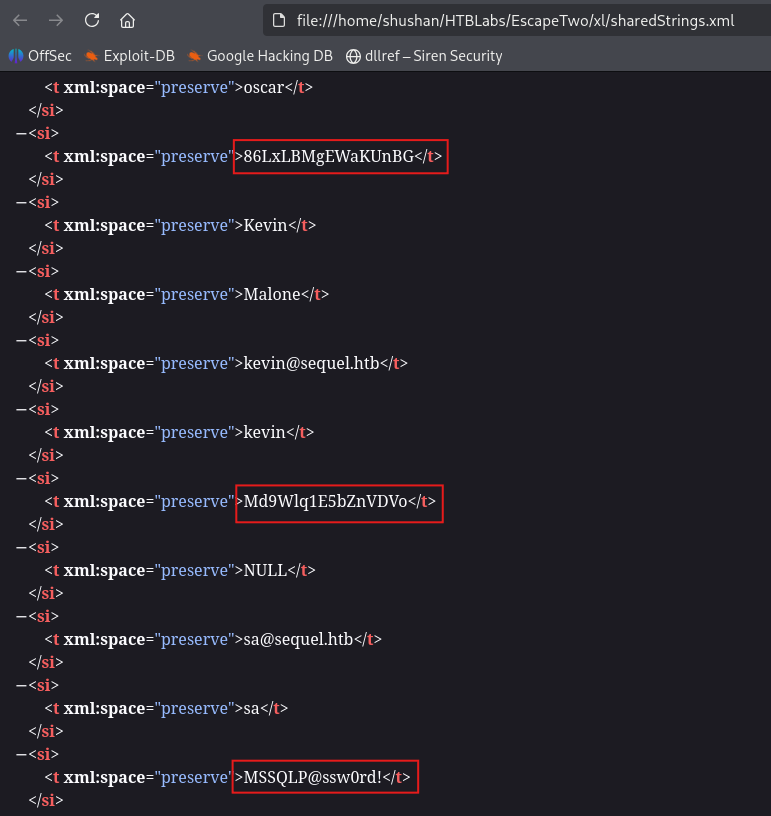 file:///home/shushan/HTBLabs/EscapeTwo/xl/sharedStrings.xml
OffSec Exploit-DB Google Hacking DB dllref – Siren Security
<t xml:space="preserve">oscar</t>
</si>
—<si>
<t xml:space="preserve">86LxLBMgEWaKUnBG</t>
</si>
—<si>
<t xml:space="preserve">Kevin</t>
</si>
—<si>
<t xml:space="preserve">Malone</t>
</si>
—<si>
<t xml:space="preserve">kevin@sequel.htb</t>
</si>
—<si>
<t xml:space="preserve">kevin</t>
</si>
—<si>
<t xml:space="preserve">Md9Wlq1E5bZnVDVo</t>
</si>
—<si>
<t xml:space="preserve">NULL</t>
</si>
—<si>
<t xml:space="preserve">sa@sequel.htb</t>
</si>
—<si>
<t xml:space="preserve">sa</t>
</si>
—<si>
<t xml:space="preserve">MSSQLP@ssw0rd!</t>
</si>